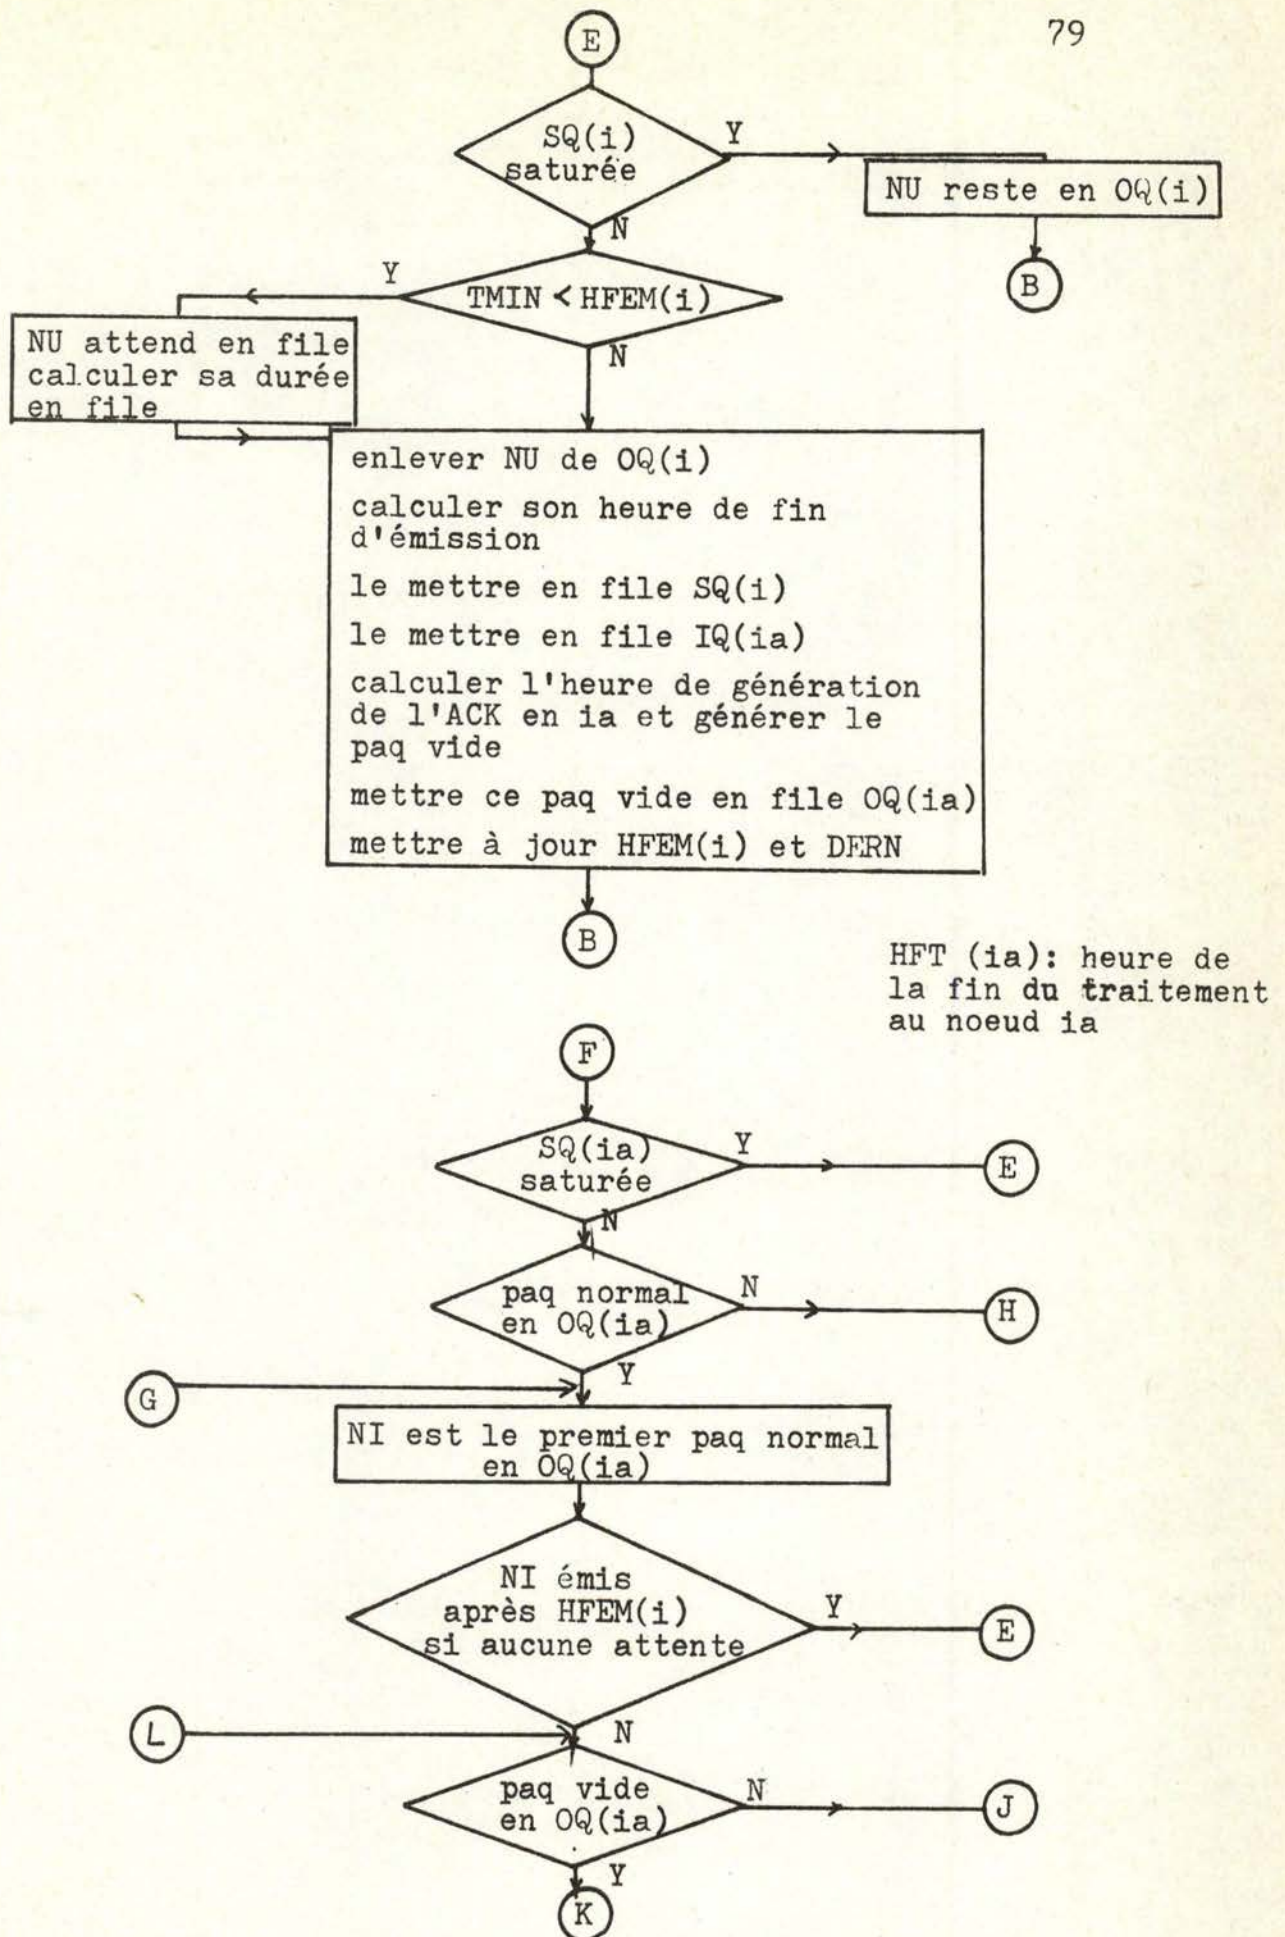 79
E
SQ(i)
saturée
Y
NU reste en OQ(i)
B
N
Y
TMIN < HFEM(i)
N
NU attend en file
calculer sa durée
en file
enlever NU de OQ(i)
calculer son heure de fin
d'émission
le mettre en file SQ(i)
le mettre en file IQ(ia)
calculer l'heure de génération
de l'ACK en ia et générer le
paq vide
mettre ce paq vide en file OQ(ia)
mettre à jour HFEM(i) et DERN
B
HFT (ia): heure de
la fin du traitement
au noeud ia
F
SQ(ia)
saturée
Y
E
N
paq normal
en OQ(ia)
N
H
Y
G
NI est le premier paq normal
en OQ(ia)
NI émis
après HFEM(i)
si aucune attente
Y
E
N
L
paq vide
en OQ(ia)
N
J
Y
K